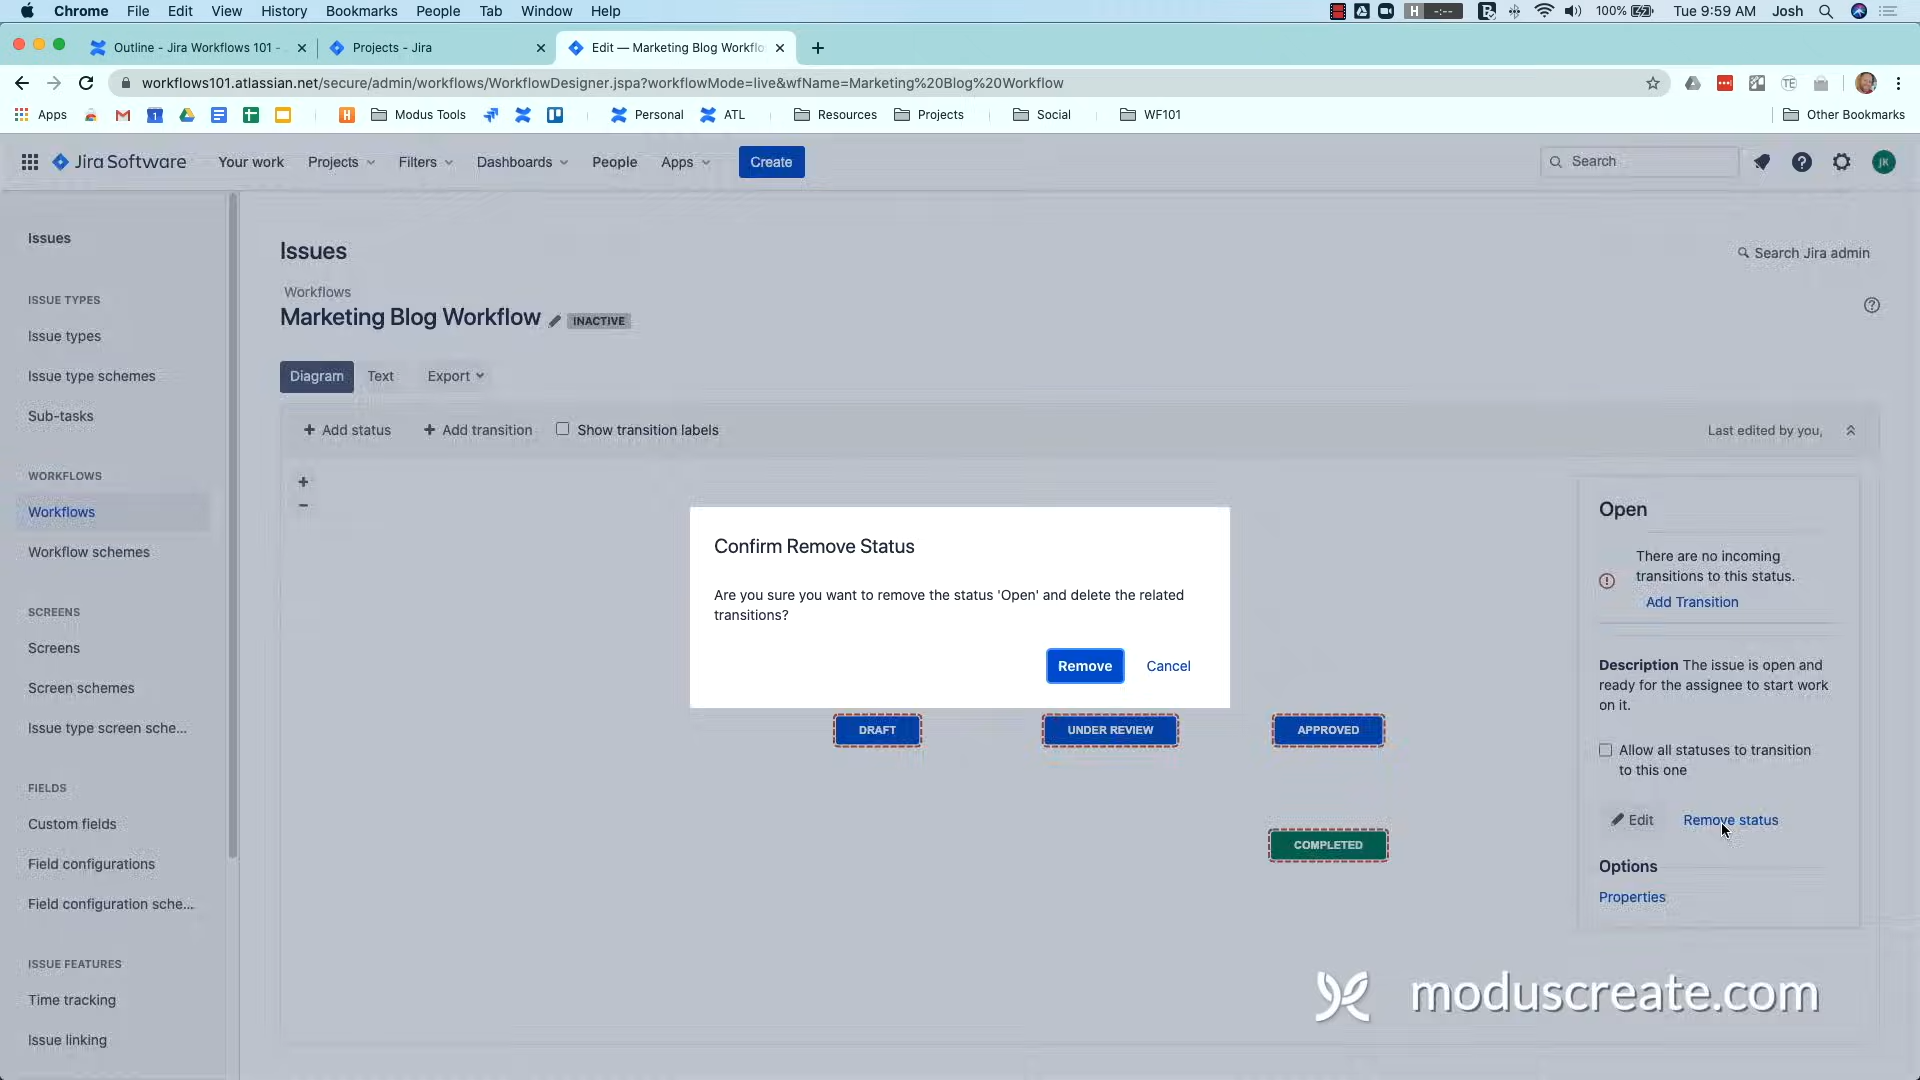 Chrome File Edit View History Bookmarks People Tab Window Help
H -:-- 100% Tue 9:59 AM Josh
Outline - Jira Workflows 101 -
Projects - Jira
Edit — Marketing Blog Workflo
workflows101.atlassian.net/secure/admin/workflows/WorkflowDesigner.jspa?workflowMode=live&wfName=Marketing%20Blog%20Workflow
TE
Apps
1
H
Modus Tools
Personal
ATL
Resources
Projects
Social
WF101
Other Bookmarks
Jira Software
Your work
Projects
Filters
Dashboards
People
Apps
Create
Search
JK
Issues
ISSUE TYPES
Issue types
Issue type schemes
Sub-tasks
WORKFLOWS
Workflows
Workflow schemes
SCREENS
Screens
Screen schemes
Issue type screen sche...
FIELDS
Custom fields
Field configurations
Field configuration sche...
ISSUE FEATURES
Time tracking
Issue linking
Issues
Search Jira admin
Workflows
Marketing Blog Workflow INACTIVE
Diagram
Text
Export
+ Add status
+ Add transition
Show transition labels
Last edited by you,
+
−
Confirm Remove Status
Are you sure you want to remove the status 'Open' and delete the related
transitions?
Remove
Cancel
DRAFT
UNDER REVIEW
APPROVED
COMPLETED
Open
There are no incoming
transitions to this status.
Add Transition
Description The issue is open and
ready for the assignee to start work
on it.
Allow all statuses to transition
to this one
Edit
Remove status
Options
Properties
moduscreate.com